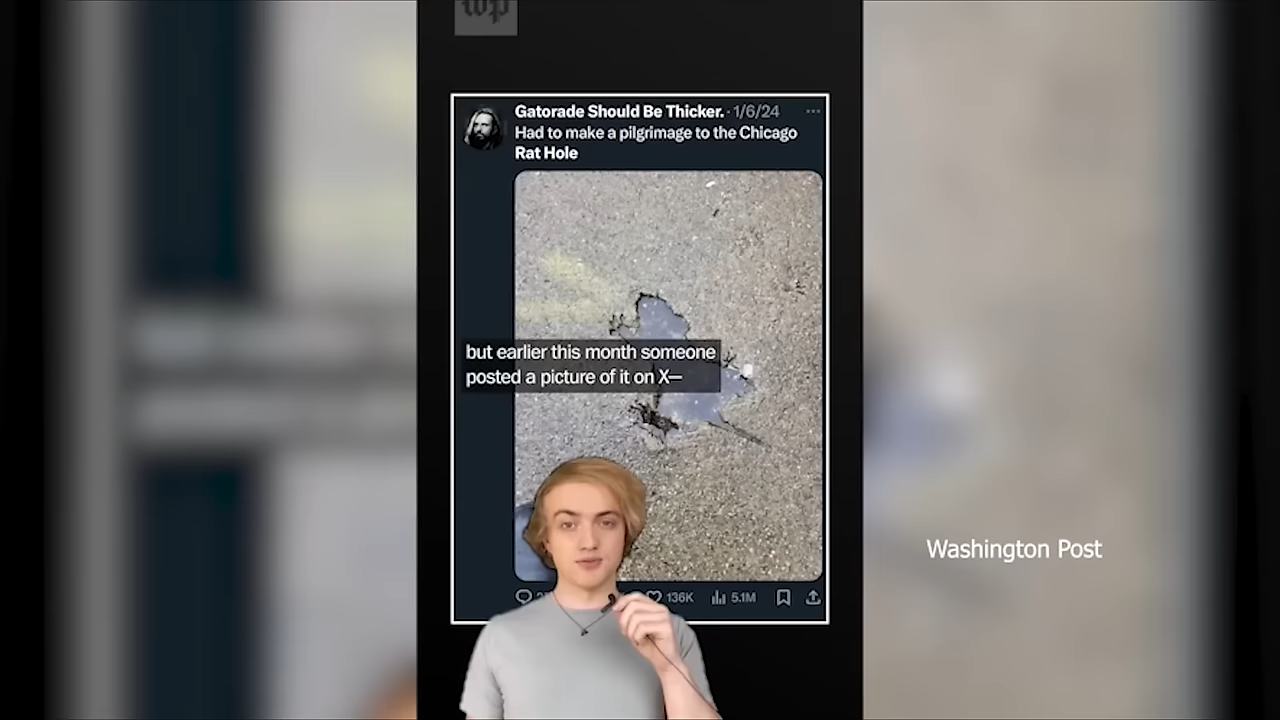 wp
Gatorade Should Be Thicker. · 1/6/24
Had to make a pilgrimage to the Chicago
Rat Hole
but earlier this month someone
posted a picture of it on X—
Washington Post
136K
5.1M